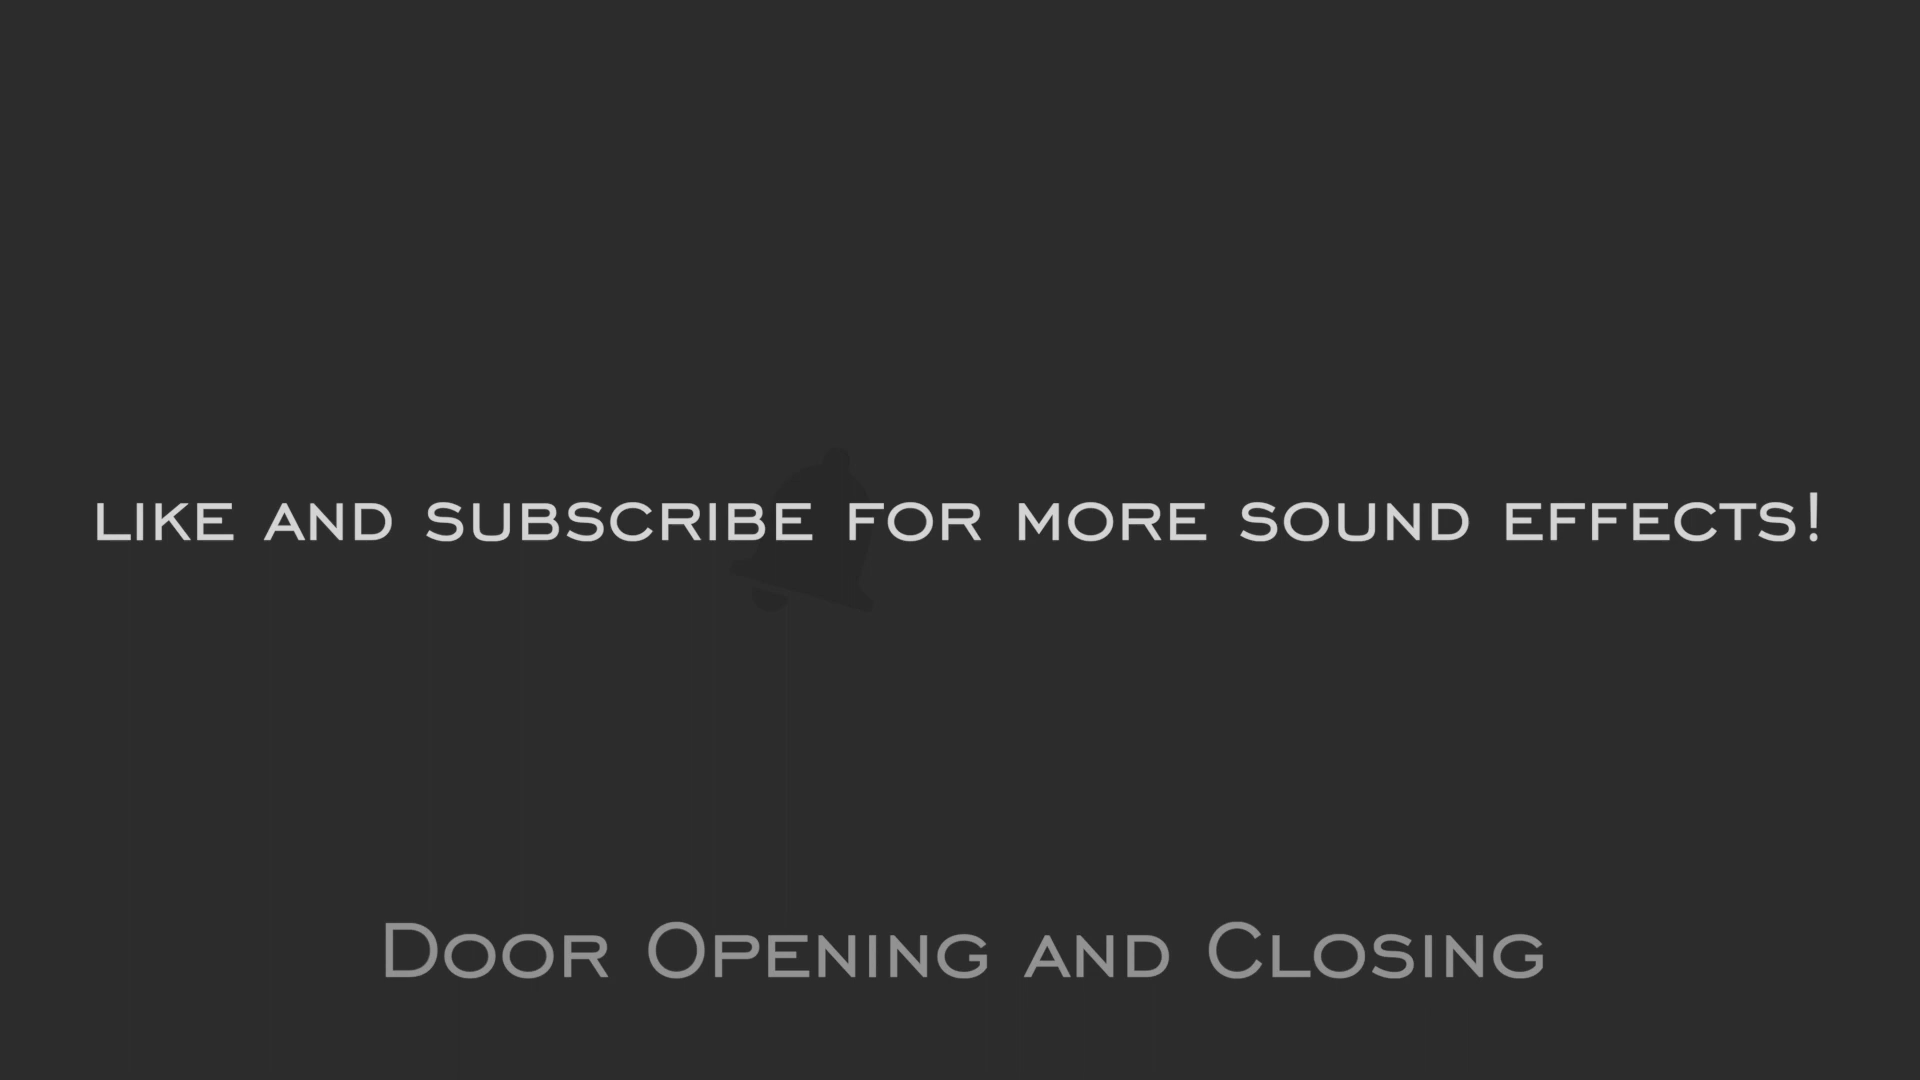 LIKE AND SUBSCRIBE FOR MORE SOUND EFFECTS!
DOOR OPENING AND CLOSING